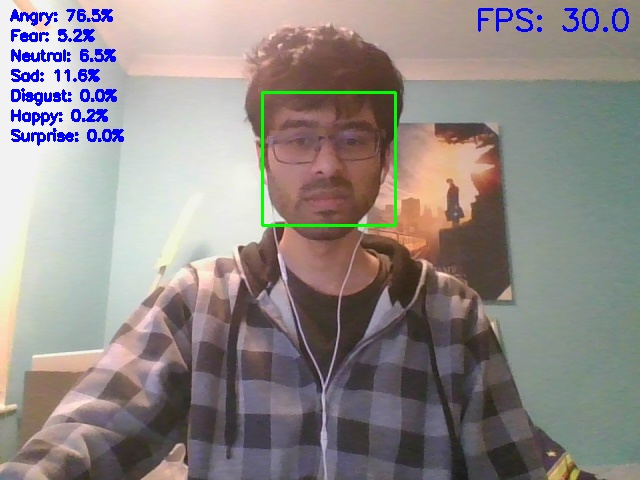 Angry: 76.5%
Fear: 5.2%
Neutral: 6.5%
Sad: 11.6%
Disgust: 0.0%
Happy: 0.2%
Surprise: 0.0%
FPS: 30.0